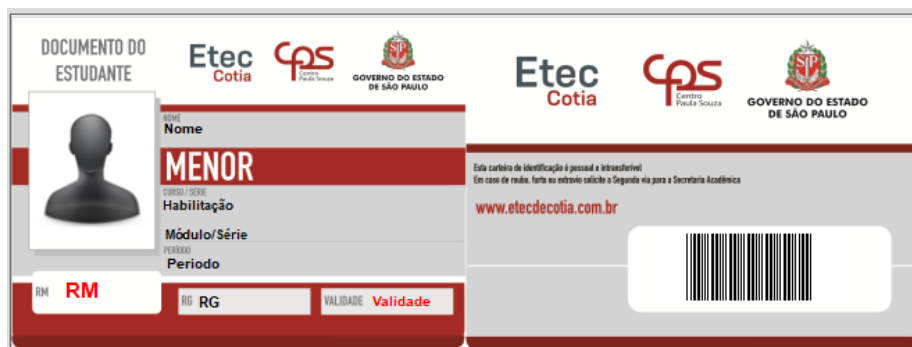 DOCUMENTO DO
ESTUDANTE
Etec
Cotia
CPS
Centro
Paula Souza
SP
GOVERNO DO ESTADO
DE SÃO PAULO
NOME
Nome
MENOR
CURSO / SÉRIE
Habilitação
Módulo/Série
PERÍODO
Periodo
RM RM
RG RG
VALIDADE Validade
Etec
Cotia
CPS
Centro
Paula Souza
SP
GOVERNO DO ESTADO
DE SÃO PAULO
Esta carteira de identificação é pessoal e intransferível
Em caso de roubo, furto ou extravio solicite a Segunda via para a Secretaria Acadêmica
www.etecdecotia.com.br